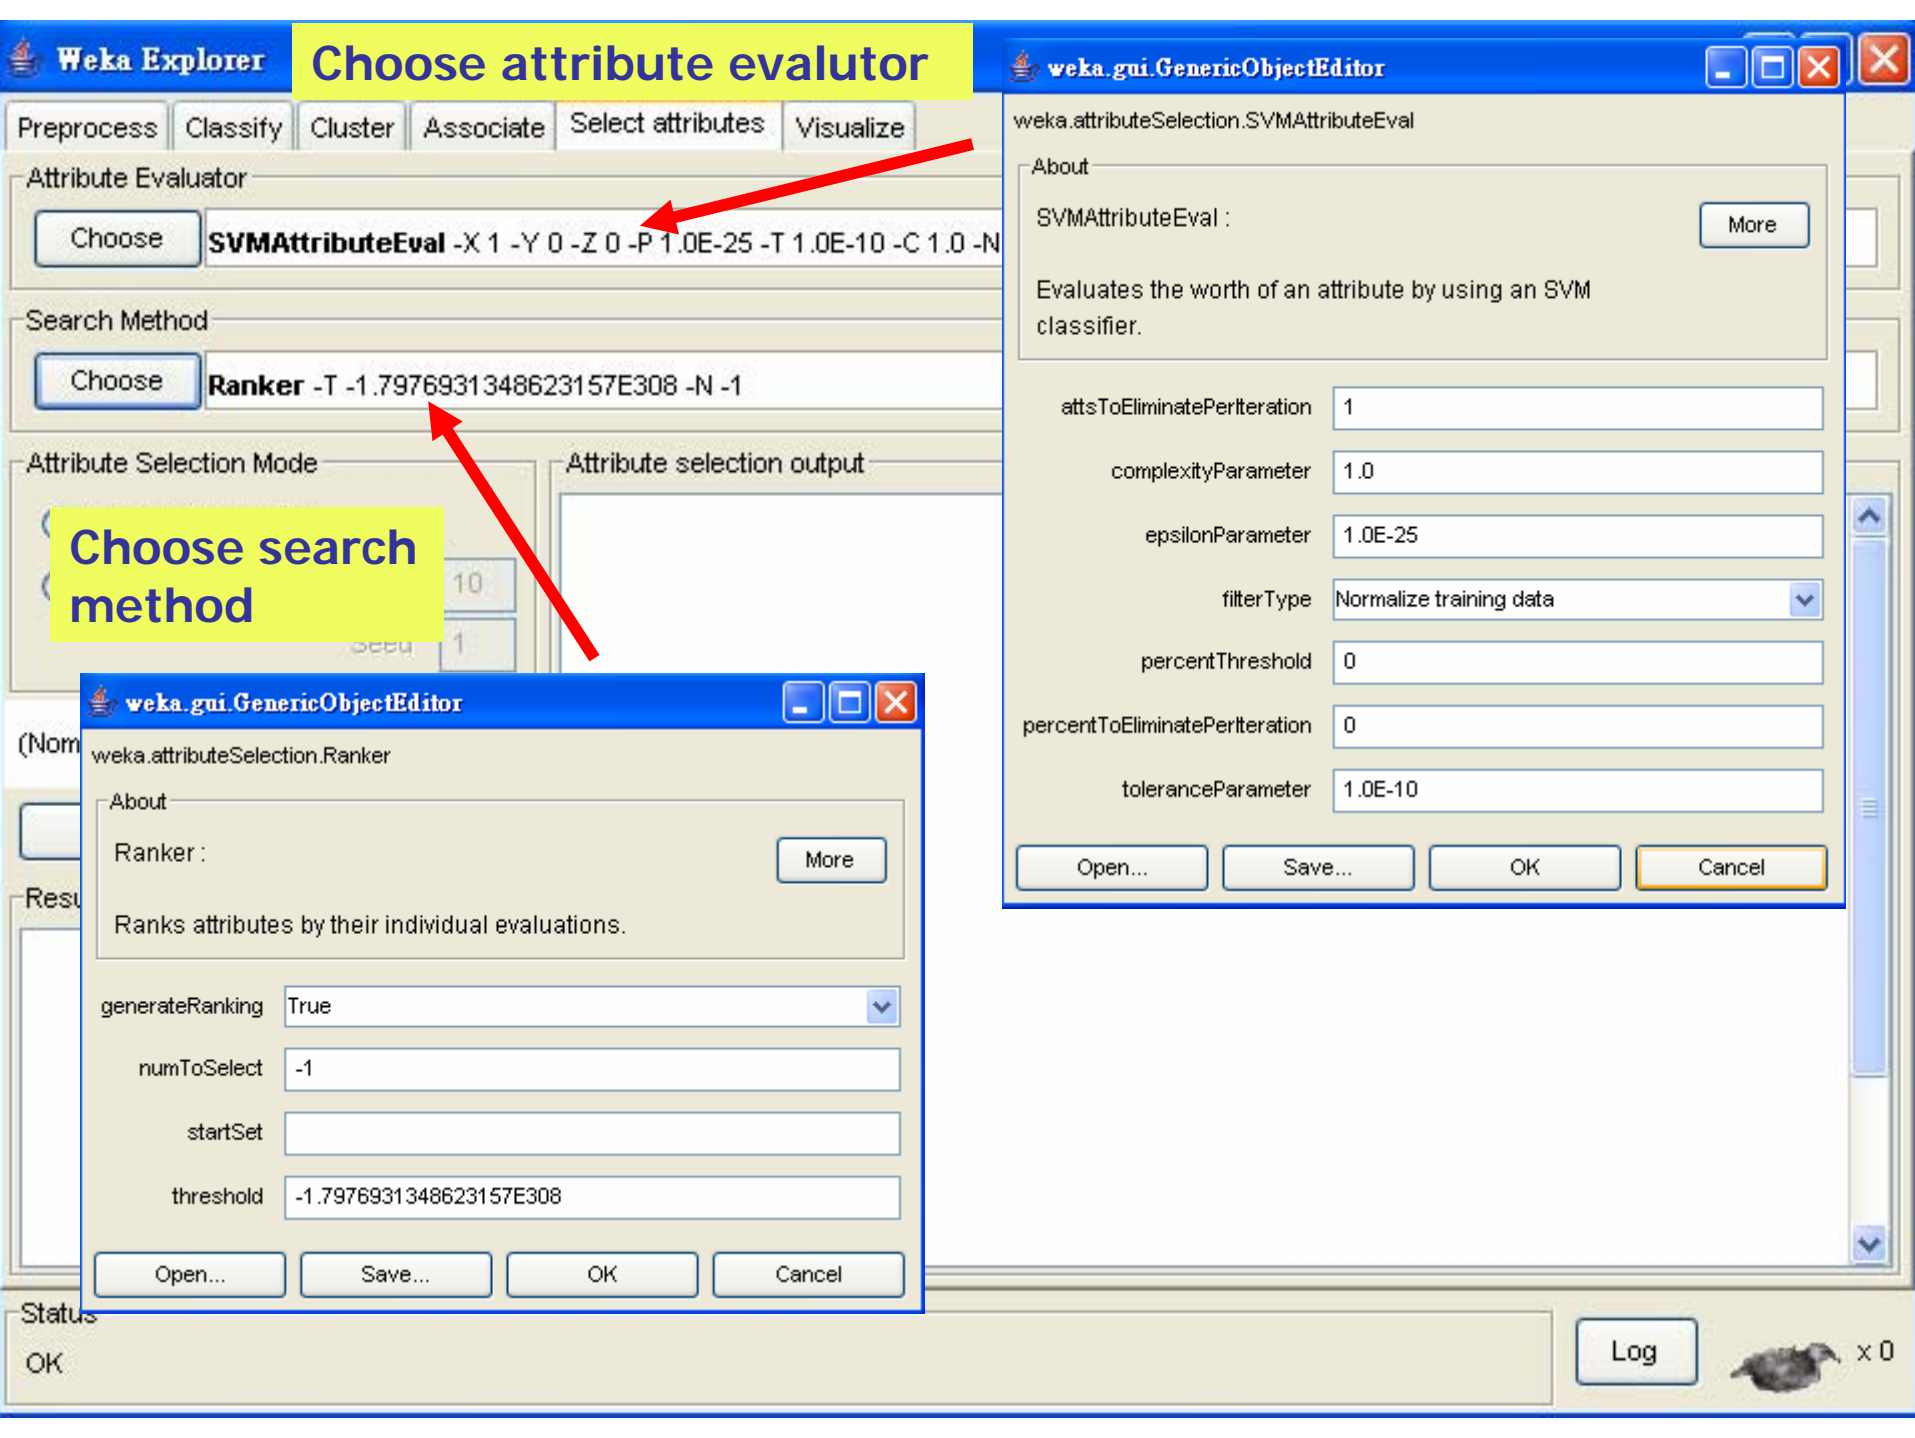 Weka Explorer
Choose attribute evalutor
Preprocess Classify Cluster Associate Select attributes Visualize
Attribute Evaluator
Choose SVMAttributeEval -X 1 -Y 0 -Z 0 -P 1.0E-25 -T 1.0E-10 -C 1.0 -N
Search Method
Choose Ranker -T -1.7976931348623157E308 -N -1
Attribute Selection Mode
Attribute selection output
Choose search
method
10
Seed 1
(Nom
Resu
weka.gui.GenericObjectEditor
weka.attributeSelection.SVMAttributeEval
About
SVMAttributeEval :
More
Evaluates the worth of an attribute by using an SVM
classifier.
attsToEliminatePerIteration 1
complexityParameter 1.0
epsilonParameter 1.0E-25
filterType Normalize training data
percentThreshold 0
percentToEliminatePerIteration 0
toleranceParameter 1.0E-10
Open... Save... OK Cancel
weka.gui.GenericObjectEditor
weka.attributeSelection.Ranker
About
Ranker :
More
Ranks attributes by their individual evaluations.
generateRanking True
numToSelect -1
startSet
threshold -1.7976931348623157E308
Open... Save... OK Cancel
Status
OK
Log x 0